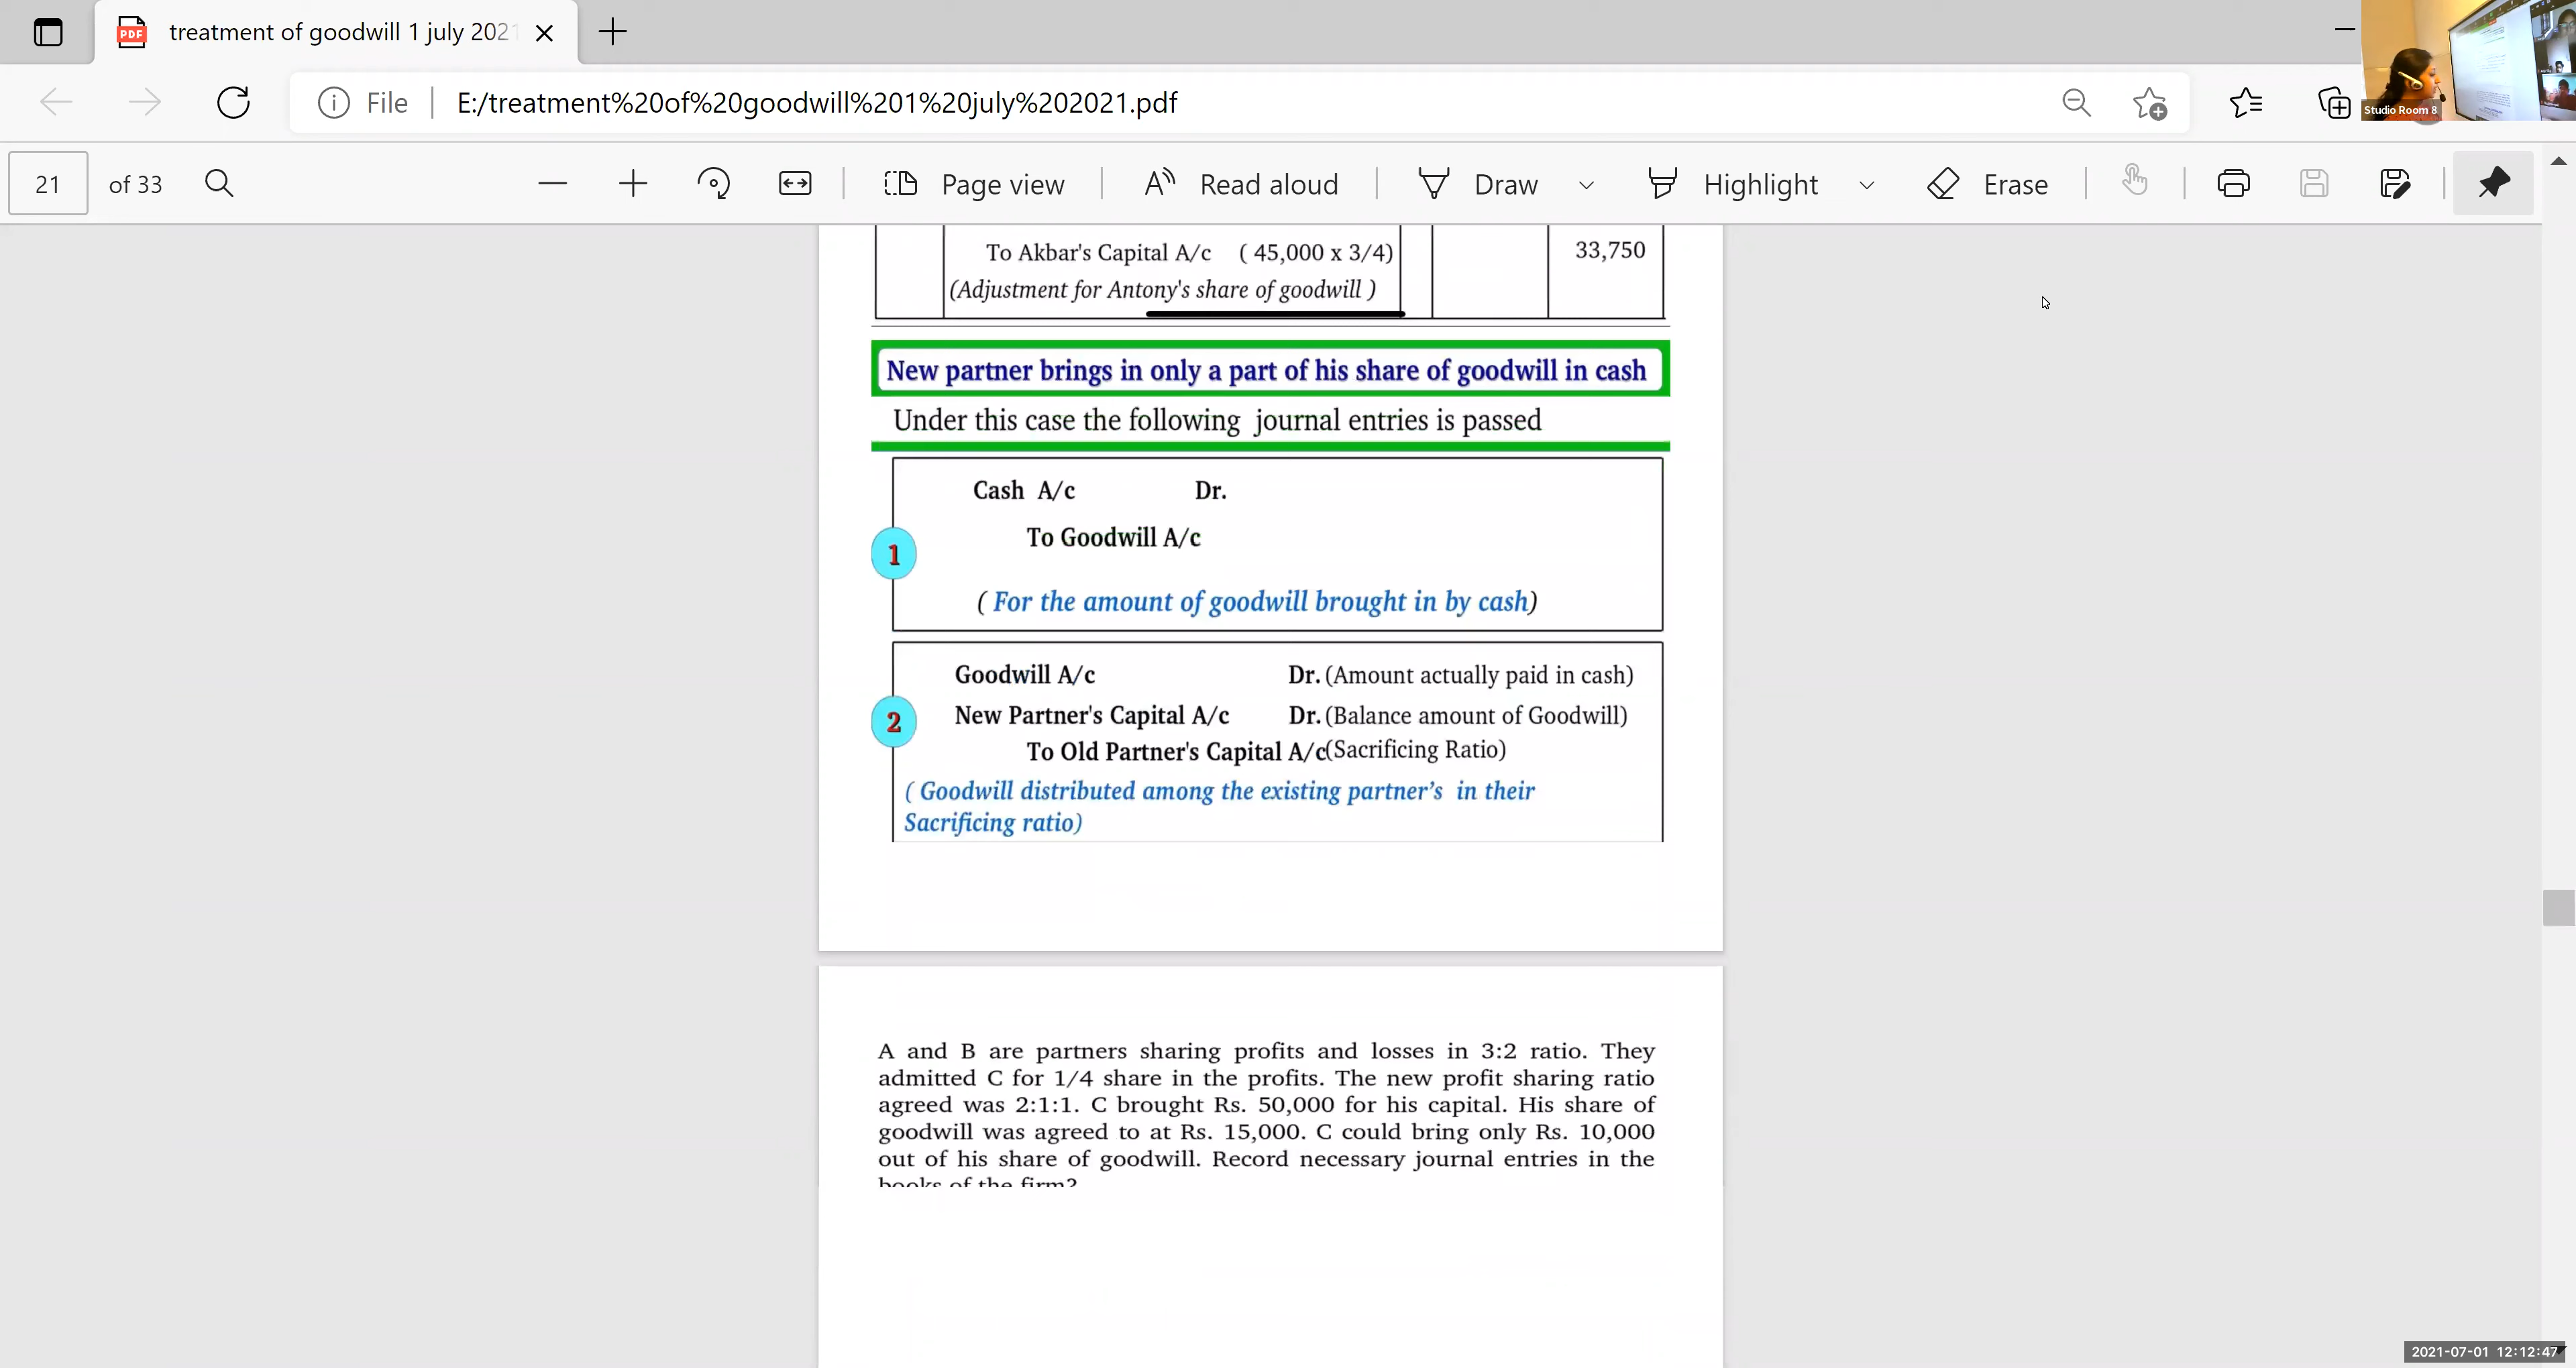 treatment of goodwill 1 july 2021
File
E:/treatment%20of%20goodwill%201%20july%202021.pdf
Studio Room 8
21 of 33
Page view
Read aloud
Draw
Highlight
Erase
To Akbar's Capital A/c ( 45,000 x 3/4) 33,750
(Adjustment for Antony's share of goodwill )
New partner brings in only a part of his share of goodwill in cash
Under this case the following journal entries is passed
Cash A/c Dr.
To Goodwill A/c
1
( For the amount of goodwill brought in by cash)
Goodwill A/c Dr. (Amount actually paid in cash)
2
New Partner's Capital A/c Dr. (Balance amount of Goodwill)
To Old Partner's Capital A/c(Sacrificing Ratio)
( Goodwill distributed among the existing partner’s in their
Sacrificing ratio)
A and B are partners sharing profits and losses in 3:2 ratio. They
admitted C for 1/4 share in the profits. The new profit sharing ratio
agreed was 2:1:1. C brought Rs. 50,000 for his capital. His share of
goodwill was agreed to at Rs. 15,000. C could bring only Rs. 10,000
out of his share of goodwill. Record necessary journal entries in the
books of the firm?
2021-07-01 12:12:47